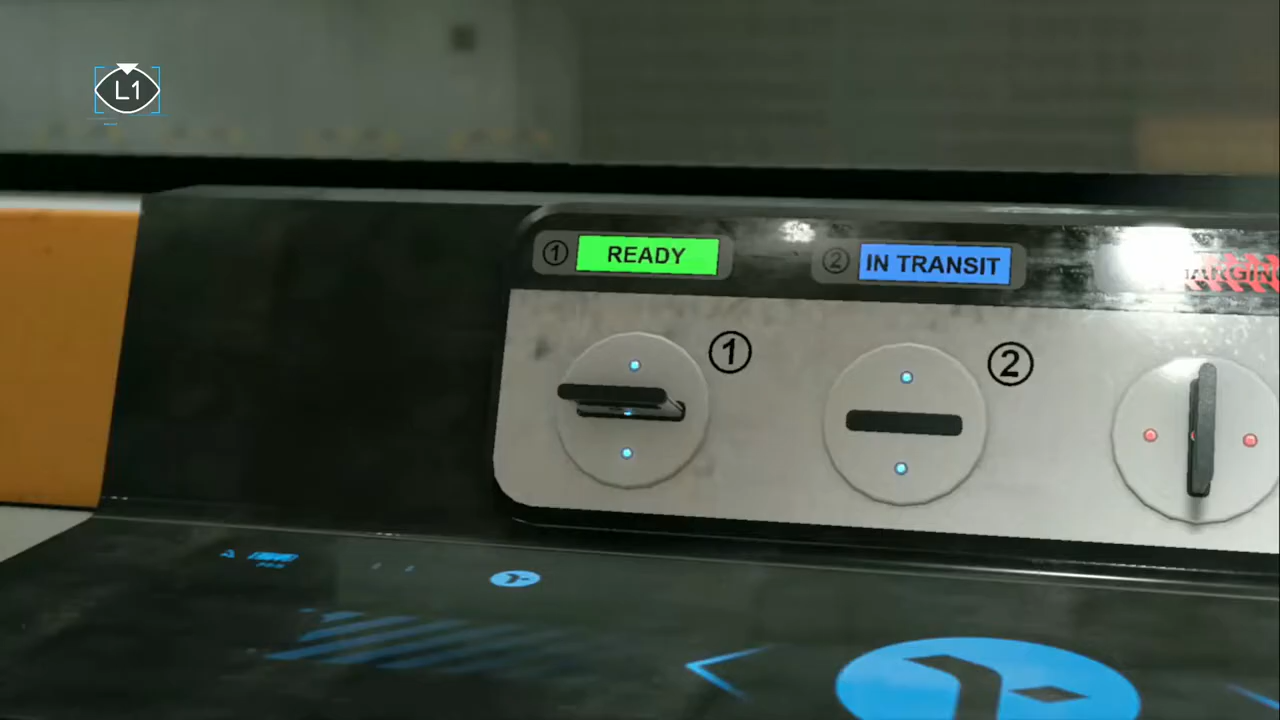 L1
① READY
② IN TRANSIT
①
②